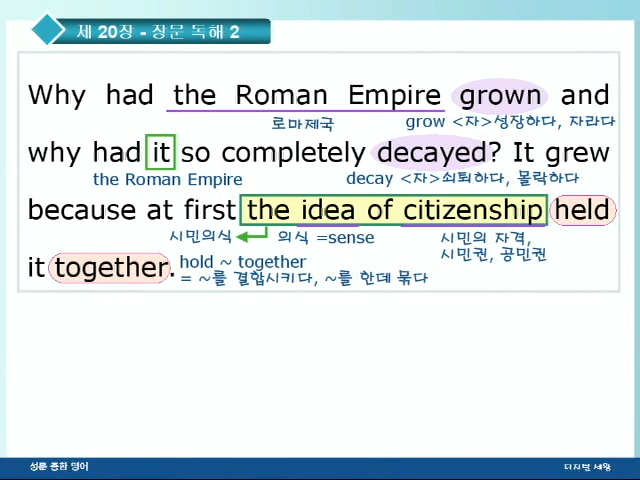 제 20장 - 장문 독해 2
Why had the Roman Empire grown and
로마제국 grow <자>성장하다, 자라다
why had it so completely decayed? It grew
the Roman Empire decay <자>쇠퇴하다, 몰락하다
because at first the idea of citizenship held
시민의식 의식 =sense 시민의 자격,
시민권, 공민권
it together.
hold ~ together
= ~를 결합시키다, ~를 한데 묶다
성문 종합 영어 디지털 세왕